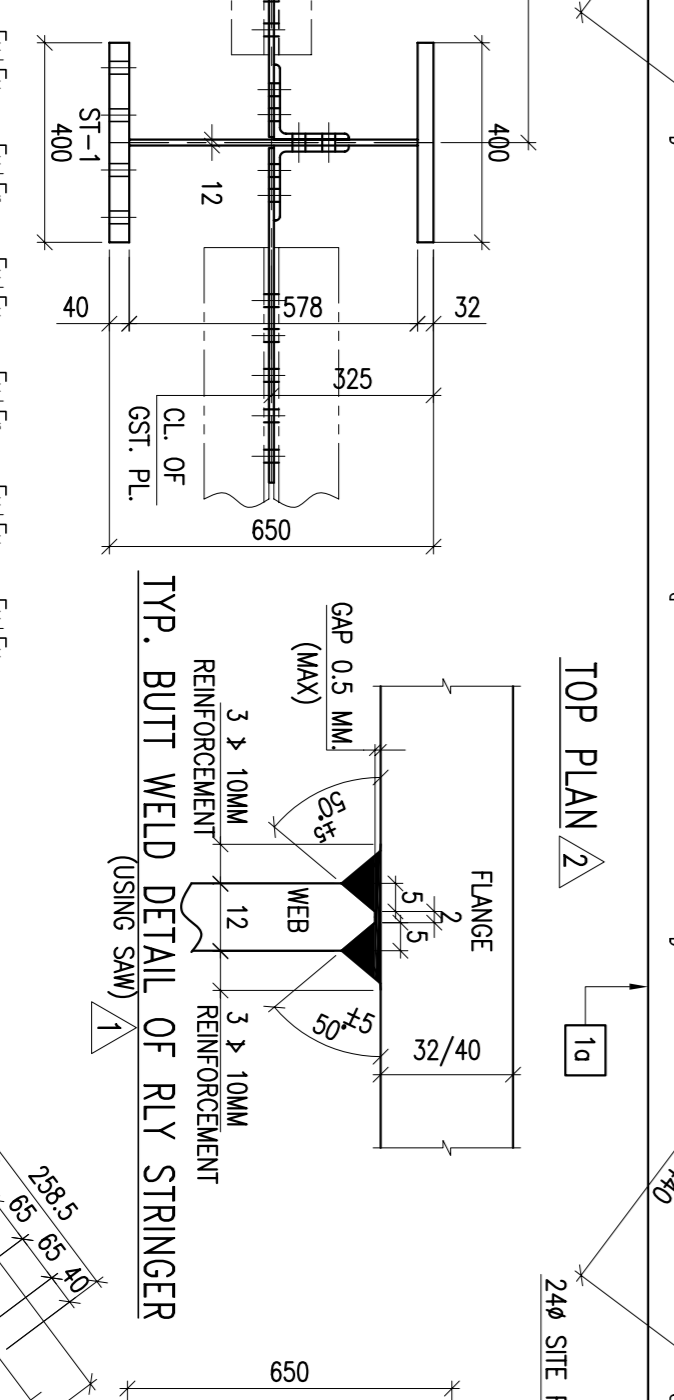 400
400
ST-1
12
40
578
32
325
CL. OF
GST. PL.
650
TOP PLAN
2
1a
GAP 0.5 MM.
(MAX)
FLANGE
5
2
5
50°±5
50°±5
WEB
12
32/40
3 ≯ 10MM
REINFORCEMENT
3 ≯ 10MM
REINFORCEMENT
TYP. BUTT WELD DETAIL OF RLY STRINGER
(USING SAW)
1
258.5
65
65
40
650
24ø SITE